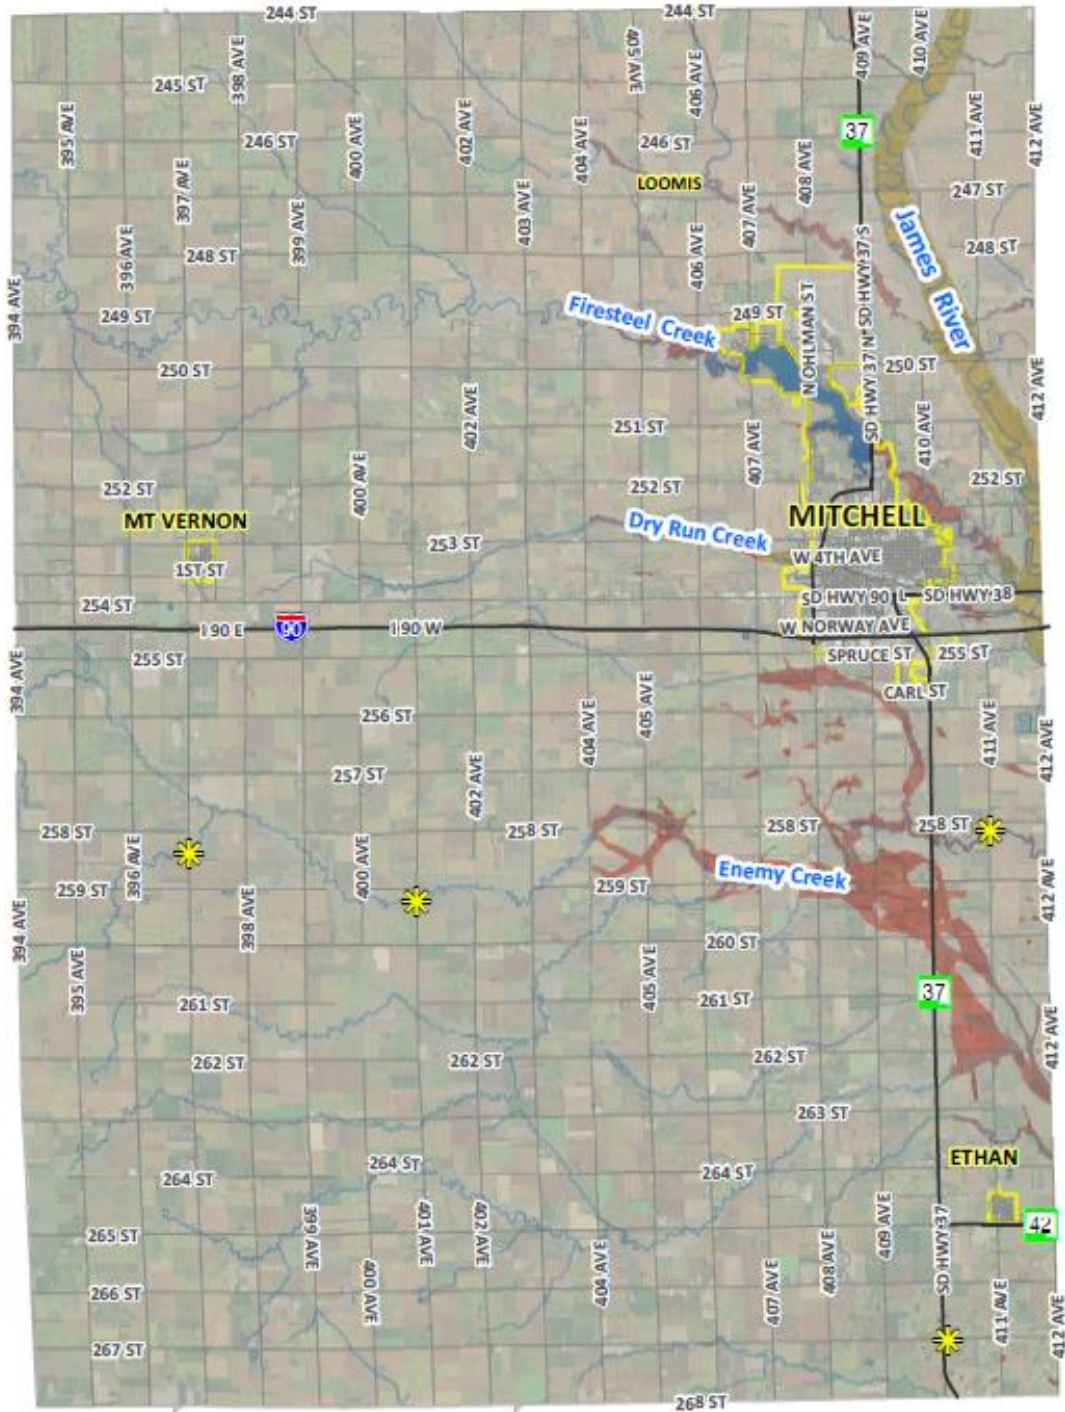 244 ST
244 ST
398 AVE
405 AVE
406 AVE
409 AVE
410 AVE
245 ST
395 AVE
246 ST
400 AVE
402 AVE
404 AVE
246 ST
37
411 AVE
412 AVE
LOOMIS
408 AVE
397 AVE
247 ST
396 AVE
248 ST
399 AVE
403 AVE
406 AVE
407 AVE
SD HWY 37 S
James River
248 ST
394 AVE
249 ST
Firesteel Creek
249 ST
N OHLMAN ST
SD HWY 37 N
250 ST
250 ST
402 AVE
251 ST
407 AVE
410 AVE
412 AVE
252 ST
400 AVE
252 ST
252 ST
MT VERNON
MITCHELL
253 ST
Dry Run Creek
W 4TH AVE
1ST ST
254 ST
SD HWY 90 L
SD HWY 38
I 90 E
90
I 90 W
W NORWAY AVE
394 AVE
255 ST
SPRUCE ST
255 ST
CARL ST
256 ST
404 AVE
405 AVE
411 AVE
412 AVE
257 ST
402 AVE
258 ST
258 ST
258 ST
258 ST
396 AVE
400 AVE
259 ST
259 ST
Enemy Creek
412 AVE
394 AVE
398 AVE
260 ST
395 AVE
405 AVE
37
261 ST
261 ST
262 ST
262 ST
262 ST
412 AVE
263 ST
264 ST
264 ST
264 ST
ETHAN
265 ST
399 AVE
401 AVE
402 AVE
409 AVE
SD HWY 37
42
266 ST
400 AVE
404 AVE
407 AVE
408 AVE
411 AVE
412 AVE
267 ST
268 ST